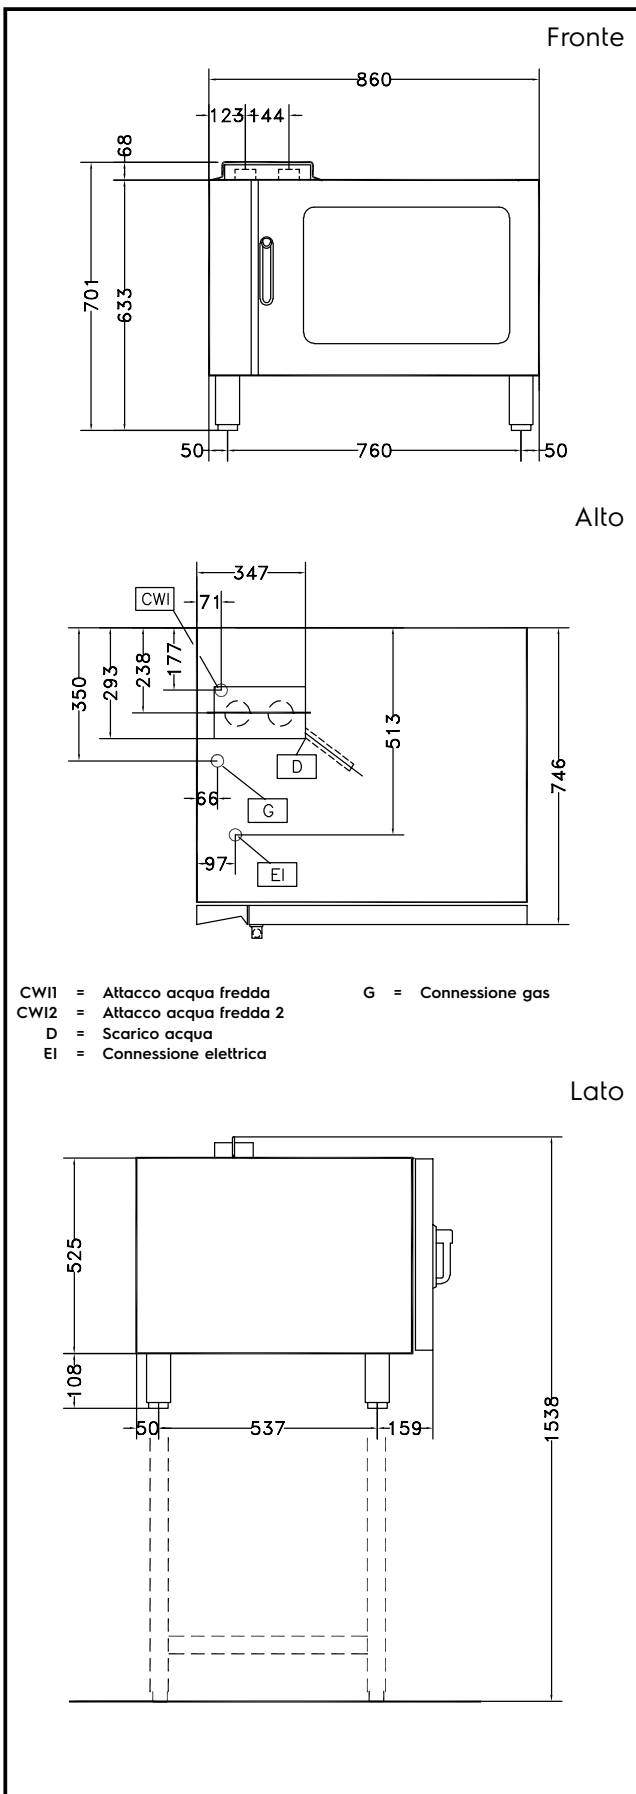 Fronte
860
123 144
68
701
633
50 760 50
Alto
347
CWI
71
350
293
238
177
513
746
D
66
G
97
EI
CWI1 = Attacco acqua fredda
CWI2 = Attacco acqua fredda 2
D = Scarico acqua
EI = Connessione elettrica
G = Connessione gas
Lato
525
108
50 537 159
1538